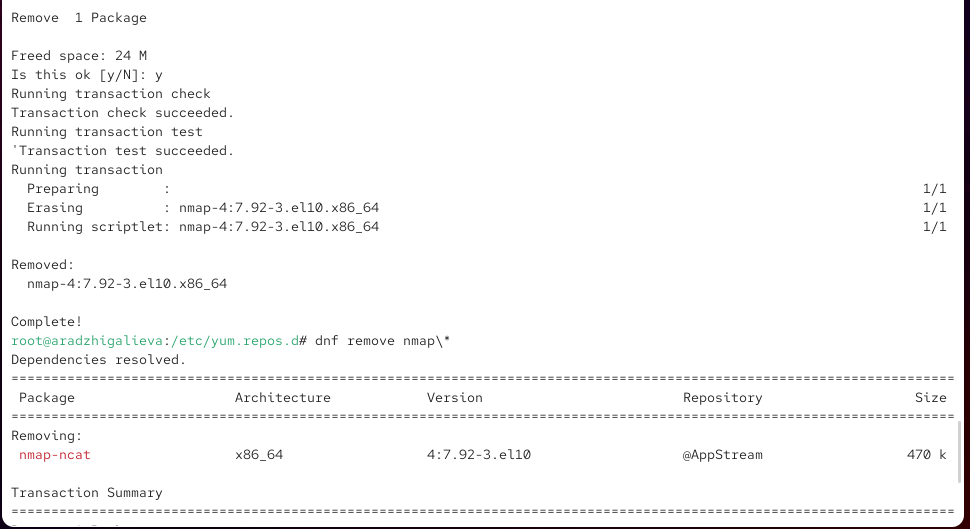 Remove  1 Package
Freed space: 24 M
Is this ok [y/N]: y
Running transaction check
Transaction check succeeded.
Running transaction test
`Transaction test succeeded.
Running transaction
  Preparing        :                                                                                              1/1
  Erasing          : nmap-4:7.92-3.el10.x86_64                                                                    1/1
  Running scriptlet: nmap-4:7.92-3.el10.x86_64                                                                    1/1
Removed:
  nmap-4:7.92-3.el10.x86_64
Complete!
root@aradzhigalieva:/etc/yum.repos.d# dnf remove nmap\*
Dependencies resolved.
======================================================================================================================
 Package                    Architecture            Version                         Repository                   Size
======================================================================================================================
Removing:
 nmap-ncat                  x86_64                  4:7.92-3.el10                   @AppStream                  470 k
Transaction Summary
======================================================================================================================